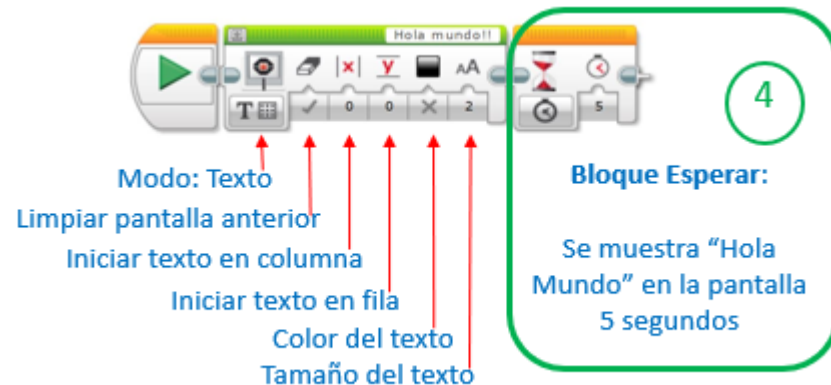 Hola mundo!!
T
x y AA
0 0 2
5
4
Modo: Texto
Limpiar pantalla anterior
Iniciar texto en columna
Iniciar texto en fila
Color del texto
Tamaño del texto
Bloque Esperar:
Se muestra “Hola
Mundo” en la pantalla
5 segundos